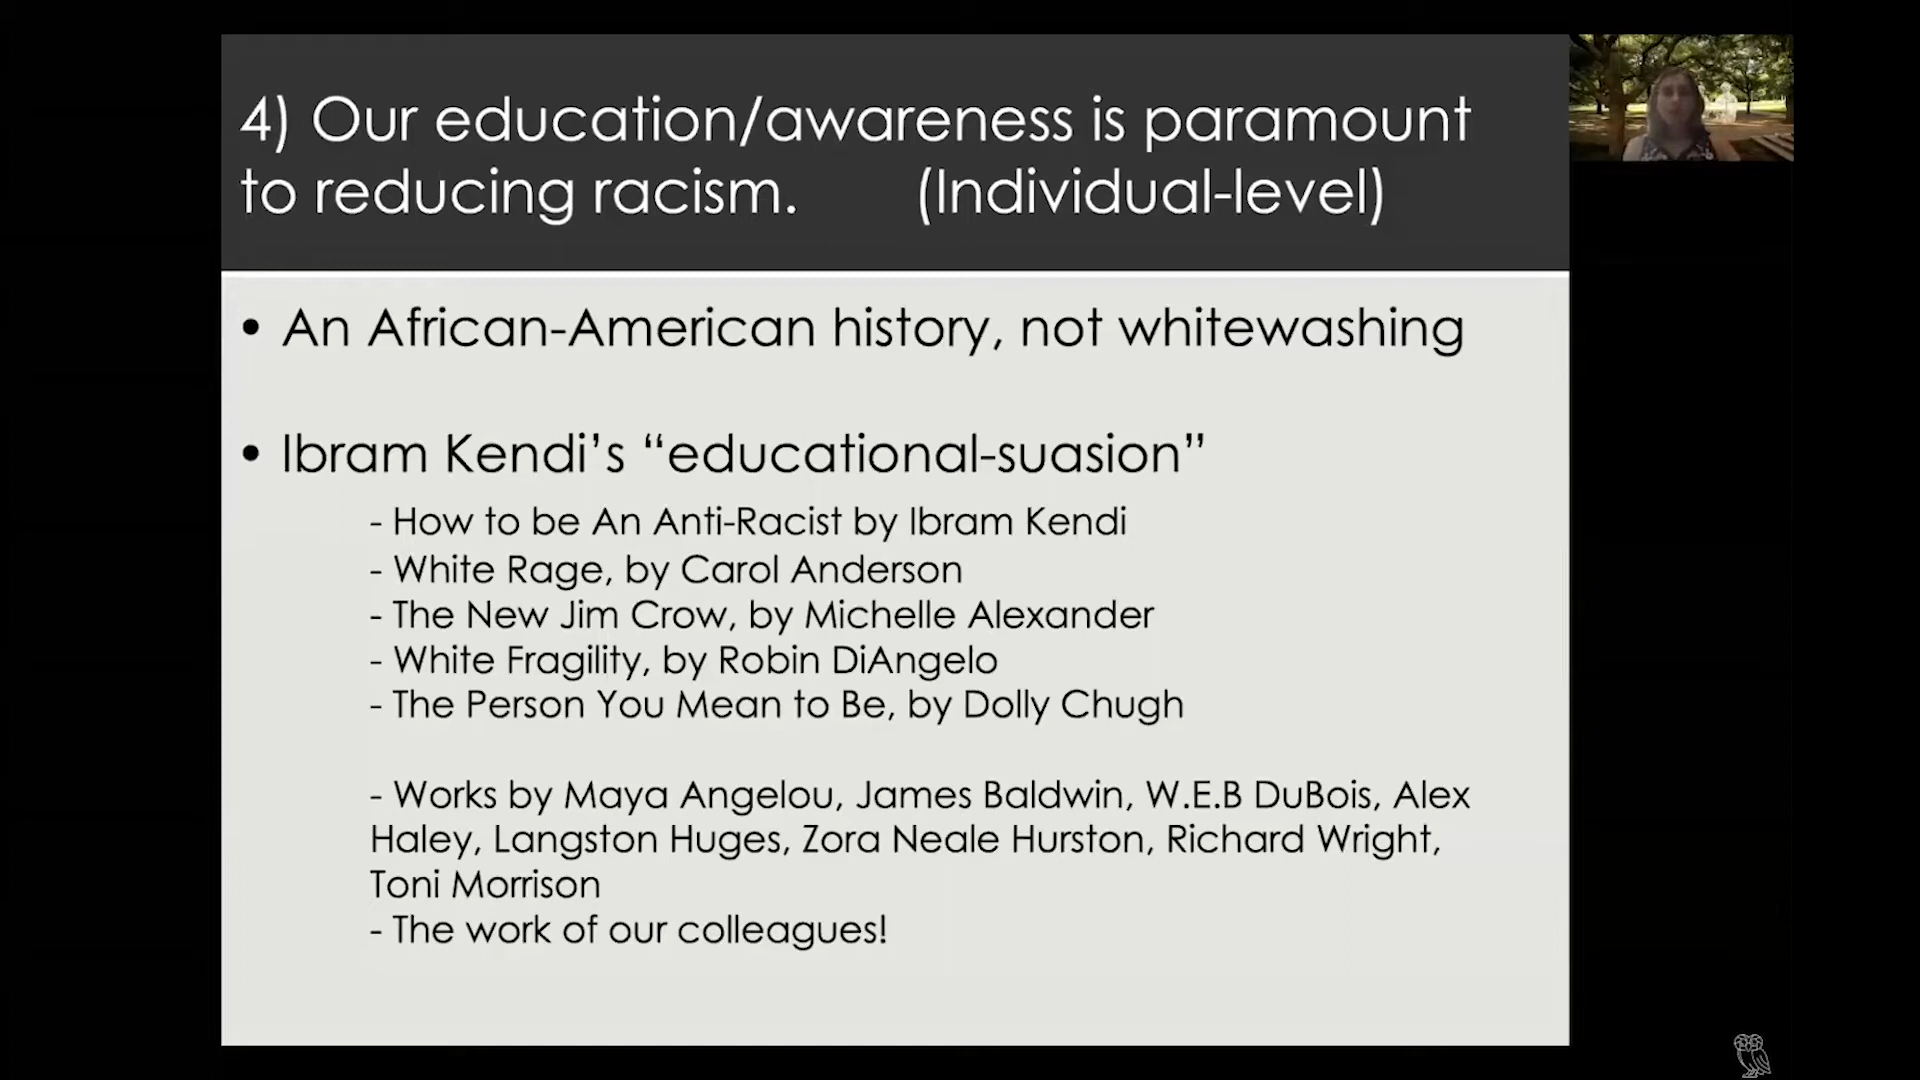 4) Our education/awareness is paramount
to reducing racism. (Individual-level)
• An African-American history, not whitewashing
• Ibram Kendi’s “educational-suasion”
- How to be An Anti-Racist by Ibram Kendi
- White Rage, by Carol Anderson
- The New Jim Crow, by Michelle Alexander
- White Fragility, by Robin DiAngelo
- The Person You Mean to Be, by Dolly Chugh
- Works by Maya Angelou, James Baldwin, W.E.B DuBois, Alex
Haley, Langston Huges, Zora Neale Hurston, Richard Wright,
Toni Morrison
- The work of our colleagues!